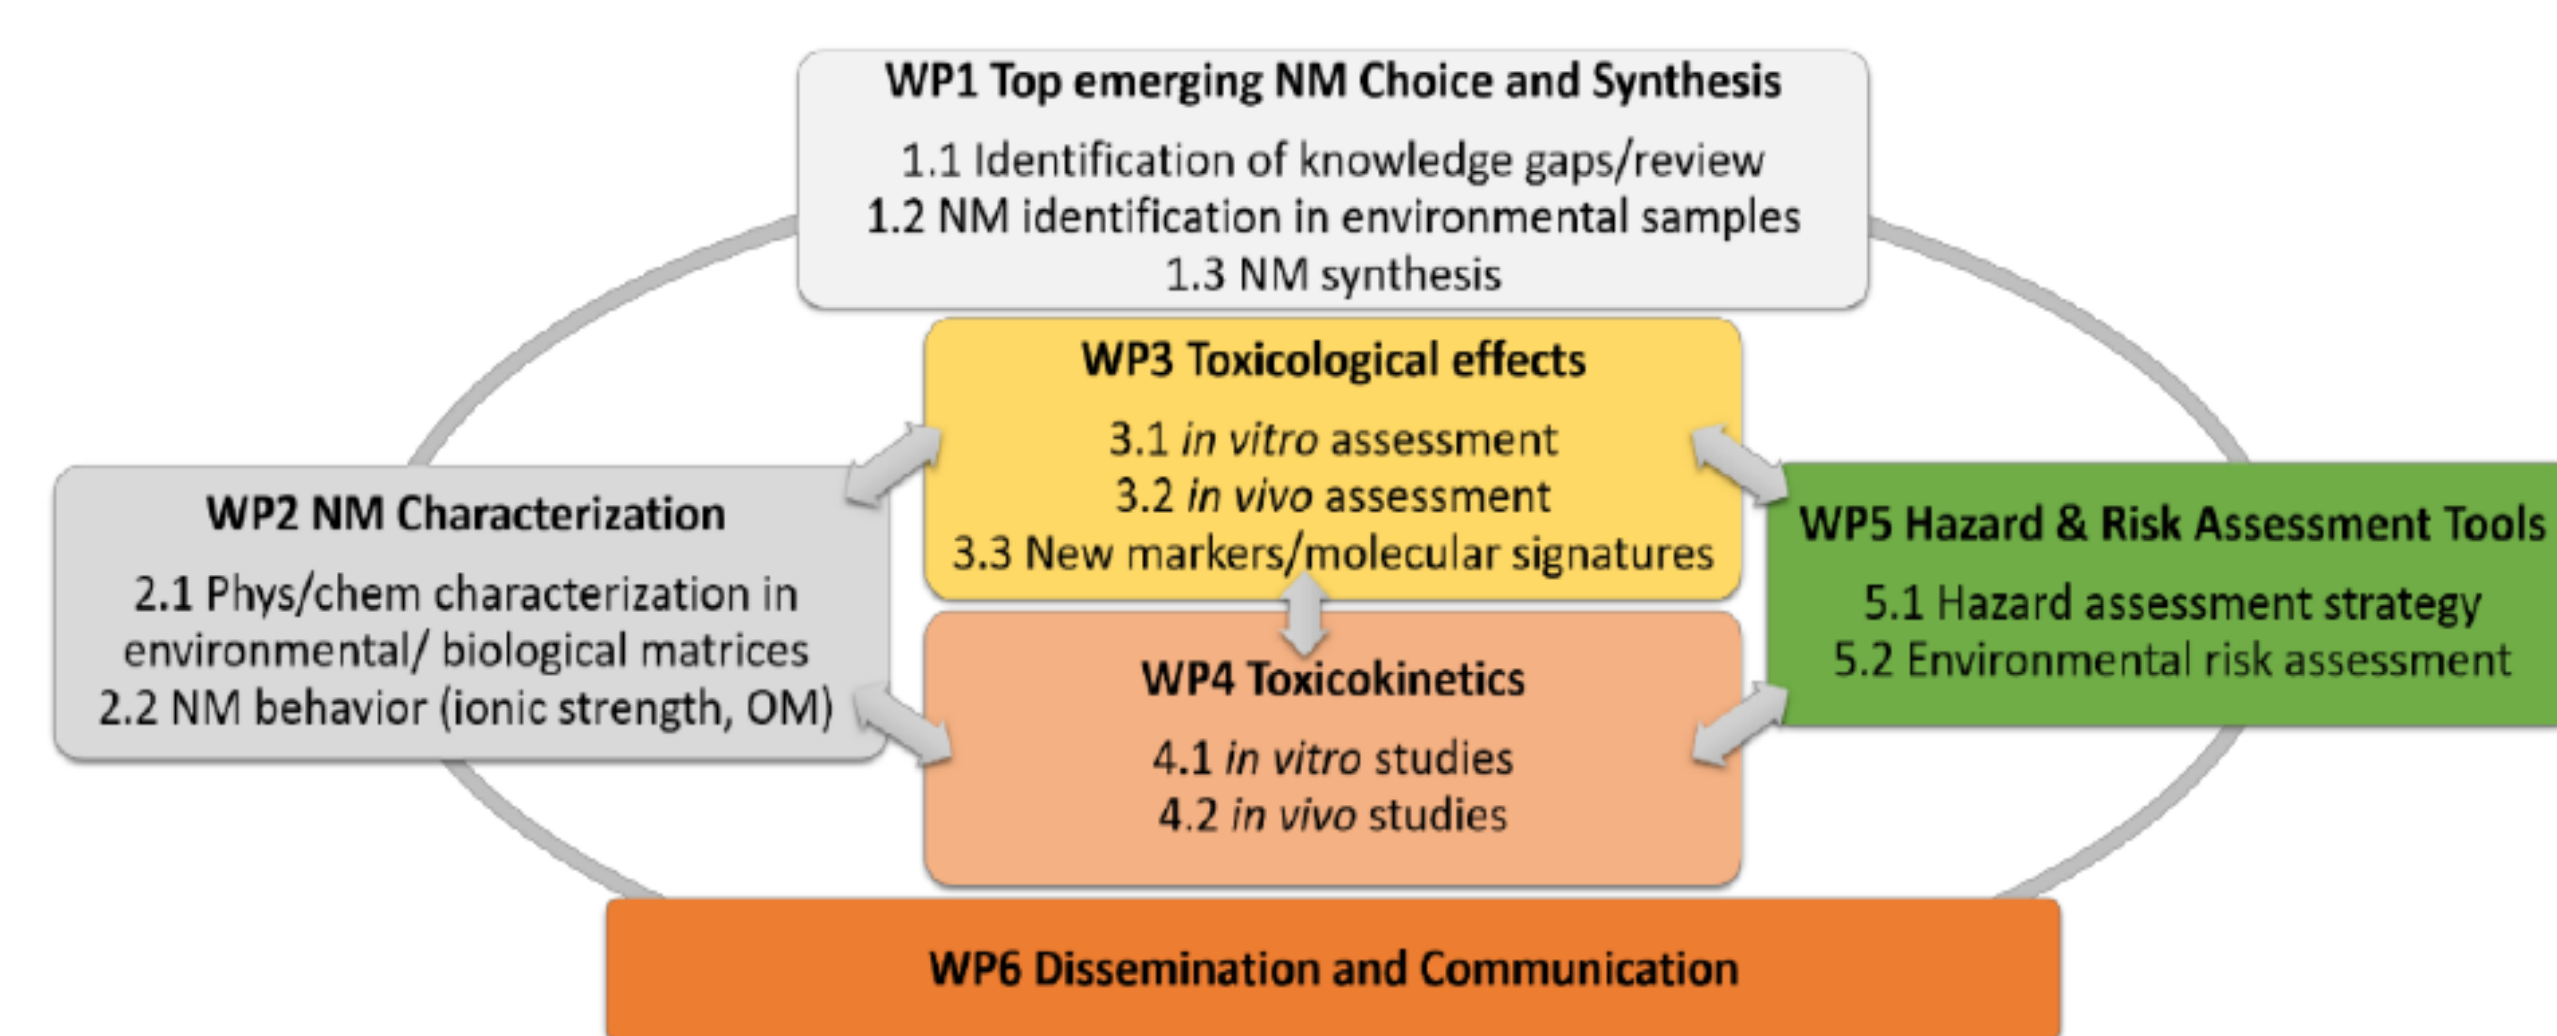 WP1 Top emerging NM Choice and Synthesis
1.1 Identification of knowledge gaps/review
1.2 NM identification in environmental samples
1.3 NM synthesis
WP3 Toxicological effects
3.1 in vitro assessment
3.2 in vivo assessment
3.3 New markers/molecular signatures
WP2 NM Characterization
2.1 Phys/chem characterization in
environmental/ biological matrices
2.2 NM behavior (ionic strength, OM)
WP5 Hazard & Risk Assessment Tools
5.1 Hazard assessment strategy
5.2 Environmental risk assessment
WP4 Toxicokinetics
4.1 in vitro studies
4.2 in vivo studies
WP6 Dissemination and Communication